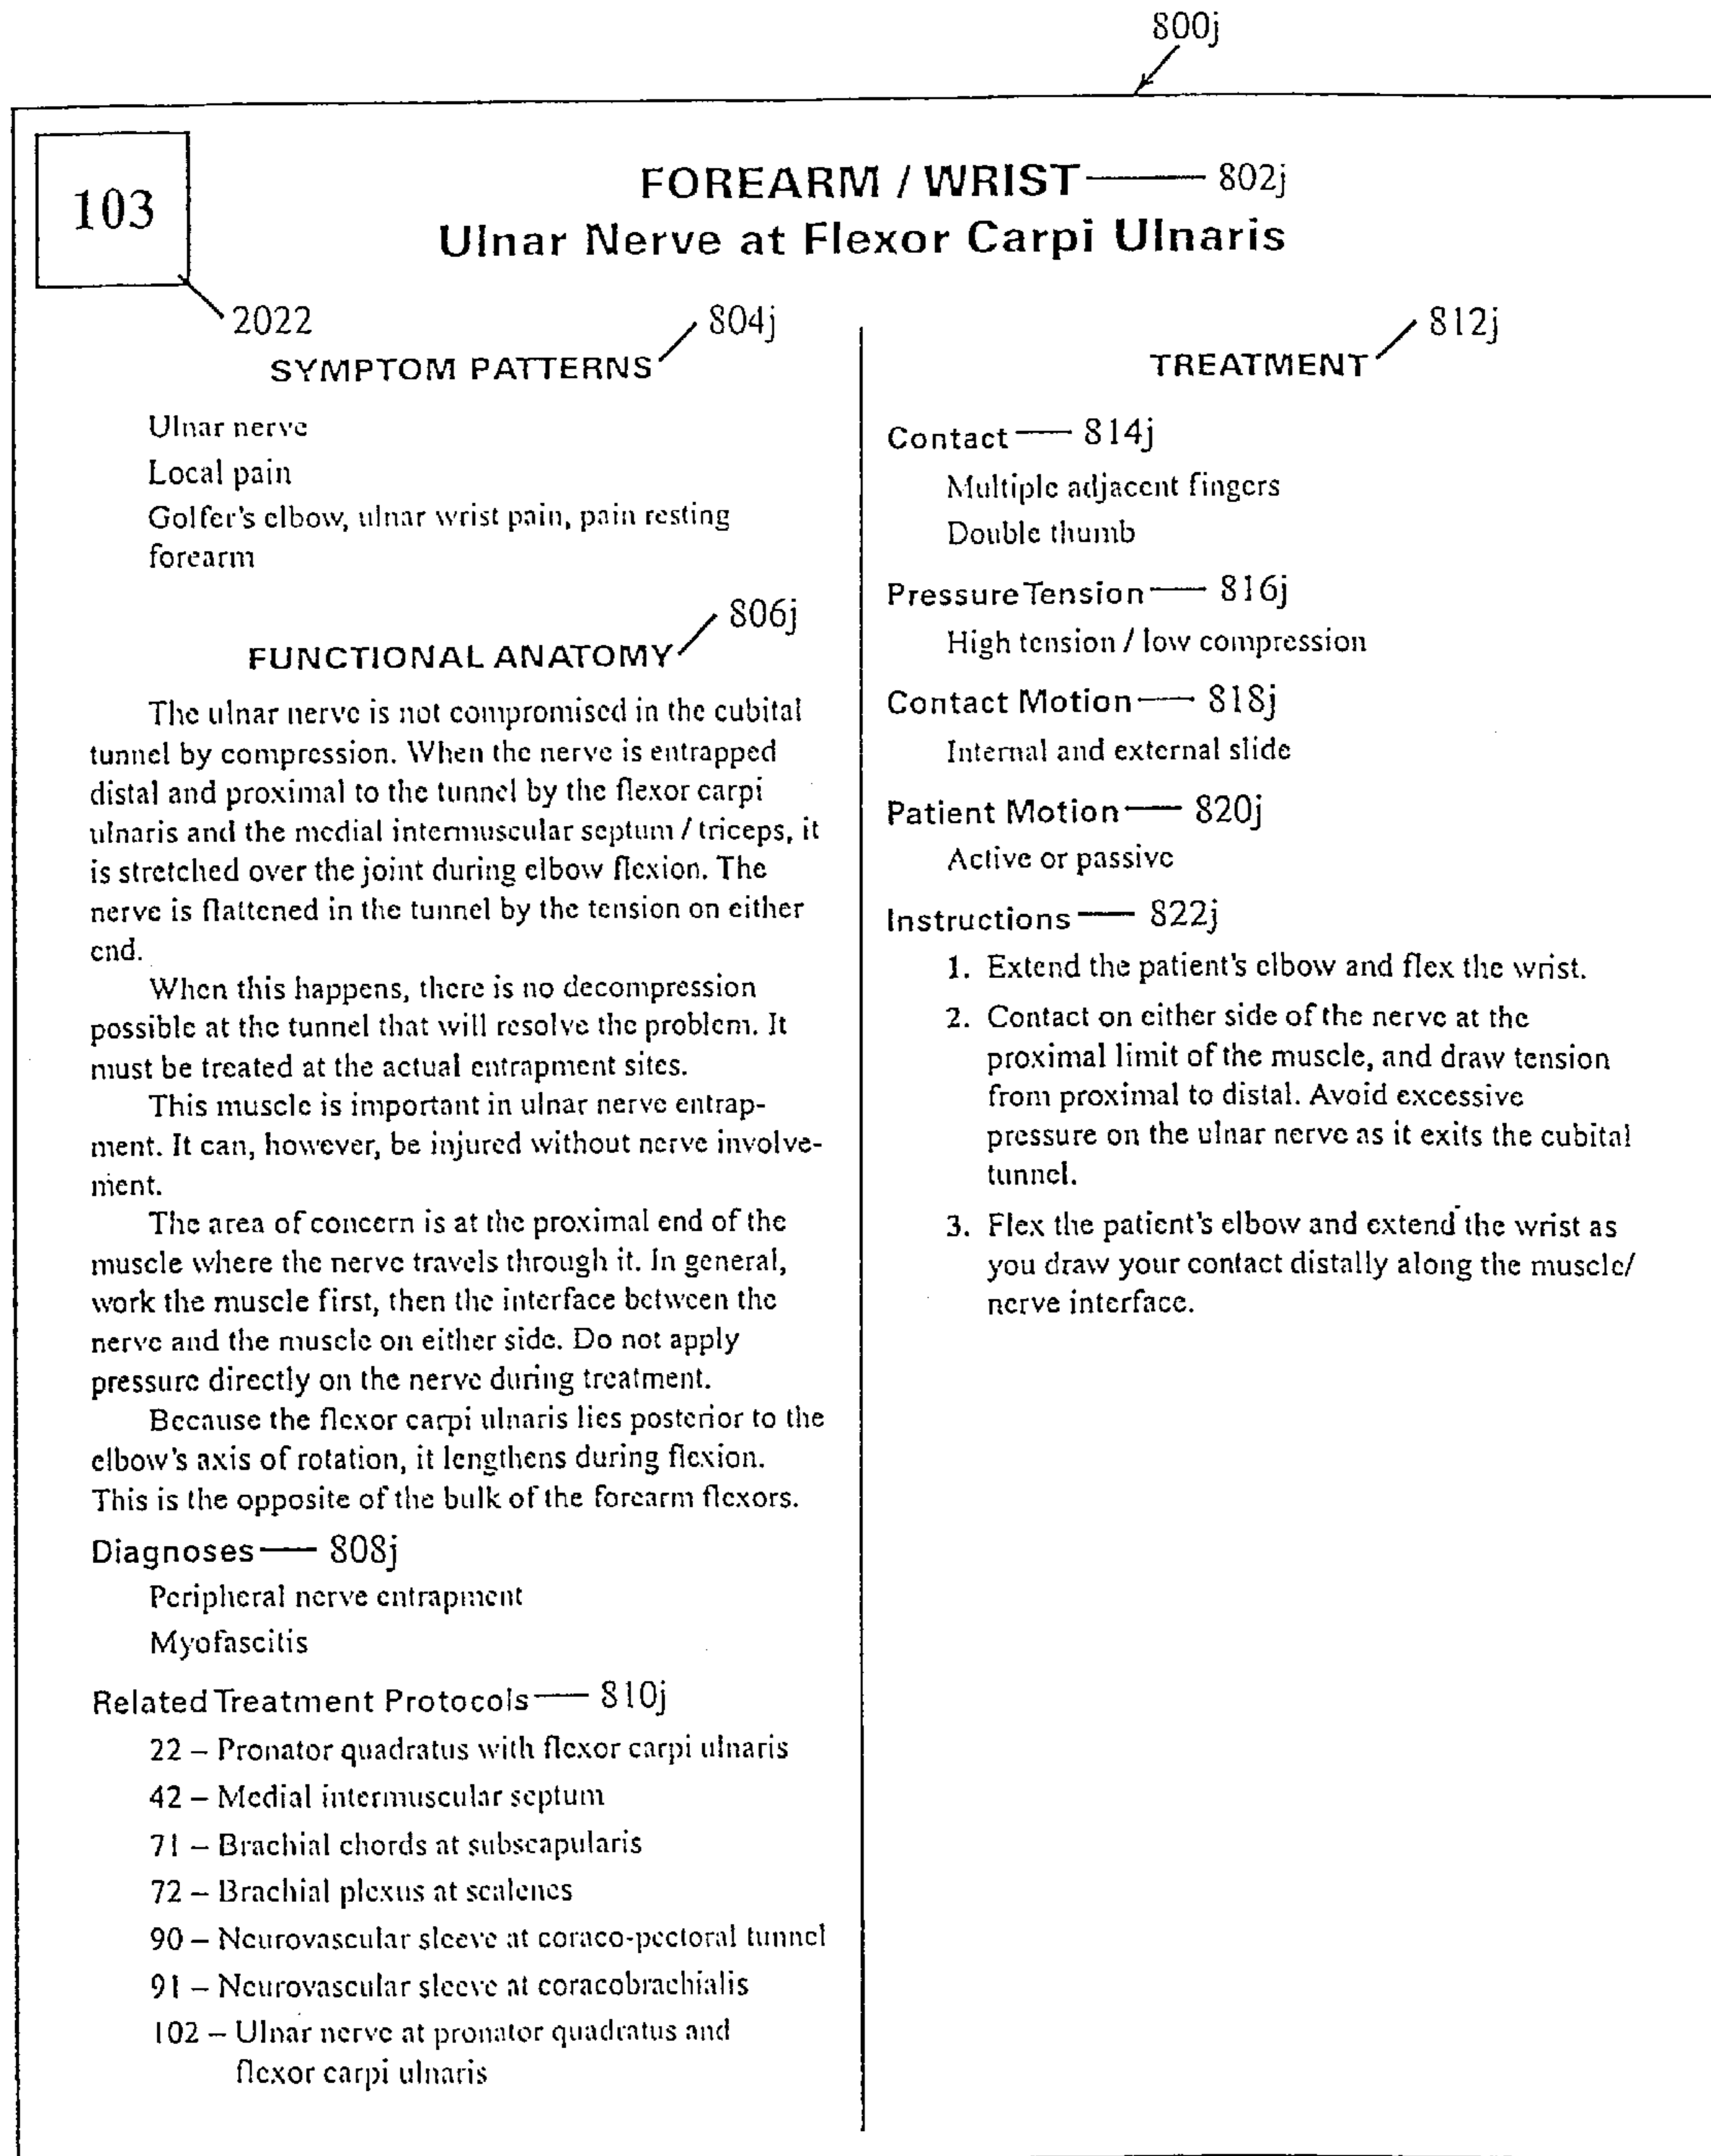 800j
103
FOREARM / WRIST 802j
Ulnar Nerve at Flexor Carpi Ulnaris
2022
804j
SYMPTOM PATTERNS
Ulnar nerve
Local pain
Golfer's elbow, ulnar wrist pain, pain resting
forearm
806j
FUNCTIONAL ANATOMY
The ulnar nerve is not compromised in the cubital
tunnel by compression. When the nerve is entrapped
distal and proximal to the tunnel by the flexor carpi
ulnaris and the medial intermuscular septum / triceps, it
is stretched over the joint during elbow flexion. The
nerve is flattened in the tunnel by the tension on either
end.
When this happens, there is no decompression
possible at the tunnel that will resolve the problem. It
must be treated at the actual entrapment sites.
This muscle is important in ulnar nerve entrap-
ment. It can, however, be injured without nerve involve-
ment.
The area of concern is at the proximal end of the
muscle where the nerve travels through it. In general,
work the muscle first, then the interface between the
nerve and the muscle on either side. Do not apply
pressure directly on the nerve during treatment.
Because the flexor carpi ulnaris lies posterior to the
elbow's axis of rotation, it lengthens during flexion.
This is the opposite of the bulk of the forearm flexors.
Diagnoses 808j
Peripheral nerve entrapment
Myofascitis
Related Treatment Protocols 810j
22 – Pronator quadratus with flexor carpi ulnaris
42 – Medial intermuscular septum
71 – Brachial chords at subscapularis
72 – Brachial plexus at scalenes
90 – Neurovascular sleeve at coraco-pectoral tunnel
91 – Neurovascular sleeve at coracobrachialis
102 – Ulnar nerve at pronator quadratus and
flexor carpi ulnaris
812j
TREATMENT
Contact 814j
Multiple adjacent fingers
Double thumb
Pressure Tension 816j
High tension / low compression
Contact Motion 818j
Internal and external slide
Patient Motion 820j
Active or passive
Instructions 822j
1. Extend the patient's elbow and flex the wrist.
2. Contact on either side of the nerve at the
proximal limit of the muscle, and draw tension
from proximal to distal. Avoid excessive
pressure on the ulnar nerve as it exits the cubital
tunnel.
3. Flex the patient's elbow and extend the wrist as
you draw your contact distally along the muscle/
nerve interface.